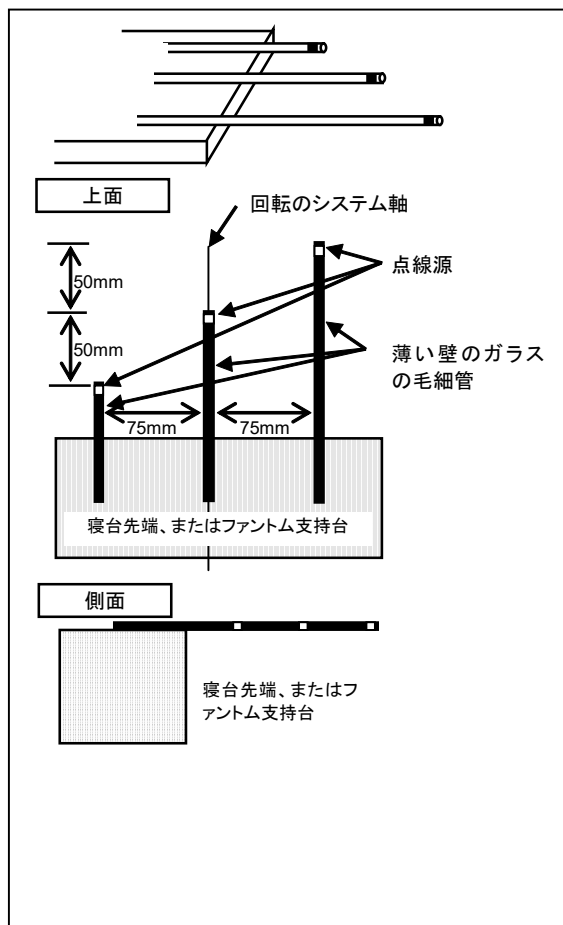 上面
回転のシステム軸
50mm
点線源
50mm
薄い壁のガラス
の毛細管
75mm
75mm
寝台先端、またはファントム支持台
側面
寝台先端、またはフ
ァントム支持台